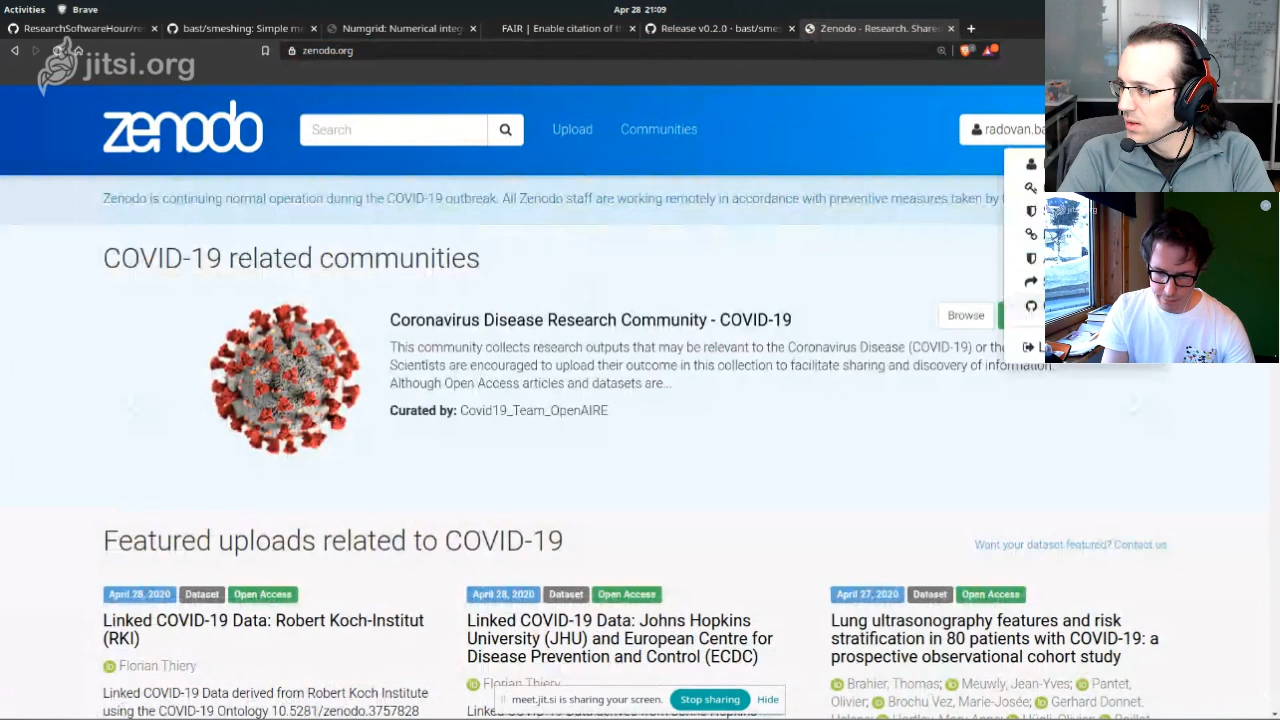 Activities
Brave
Apr 28 21:09
ResearchSoftwareHour/re
bast/smeshing: Simple m
Numgrid: Numerical integ
FAIR | Enable citation of t
Release v0.2.0 · bast/smes
Zenodo - Research. Share
zenodo.org
jitsi.org
zenodo
Search
Upload
Communities
radovan.ba
Zenodo is continuing normal operation during the COVID-19 outbreak. All Zenodo staff are working remotely in accordance with preventive measures taken by
COVID-19 related communities
Coronavirus Disease Research Community - COVID-19
Browse
This community collects research outputs that may be relevant to the Coronavirus Disease (COVID-19) or the
Scientists are encouraged to upload their outcome in this collection to facilitate sharing and discovery of information.
Although Open Access articles and datasets are...
Curated by: Covid19_Team_OpenAIRE
Featured uploads related to COVID-19
Want your dataset featured? Contact us
April 28, 2020 Dataset Open Access
Linked COVID-19 Data: Robert Koch-Institut
(RKI)
Florian Thiery
Linked COVID-19 Data derived from Robert Koch Institute
using the COVID Ontology 10.5281/zenodo.3757828
April 28, 2020 Dataset Open Access
Linked COVID-19 Data: Johns Hopkins
University (JHU) and European Centre for
Disease Prevention and Control (ECDC)
Florian Thiery
April 27, 2020 Dataset Open Access
Lung ultrasonography features and risk
stratification in 80 patients with COVID-19: a
prospective observational cohort study
Brahier, Thomas; Meuwly, Jean-Yves; Pantet,
Olivier; Brochu Vez, Marie-Josée; Gerhard Donnet,
meet.jit.si is sharing your screen.
Stop sharing
Hide